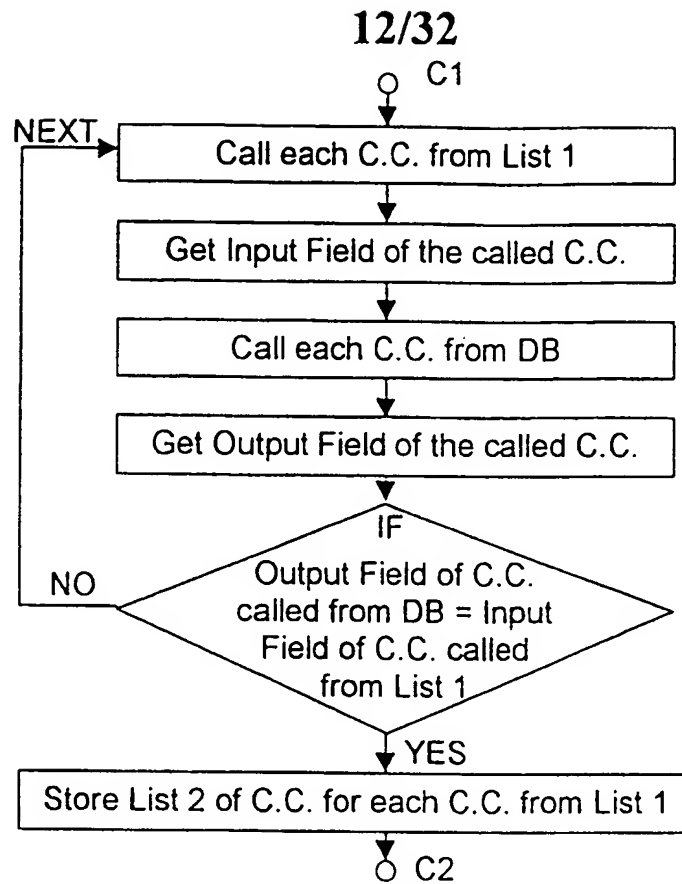 12/32
C1
NEXT
Call each C.C. from List 1
Get Input Field of the called C.C.
Call each C.C. from DB
Get Output Field of the called C.C.
IF
NO
Output Field of C.C.
called from DB = Input
Field of C.C. called
from List 1
YES
Store List 2 of C.C. for each C.C. from List 1
C2